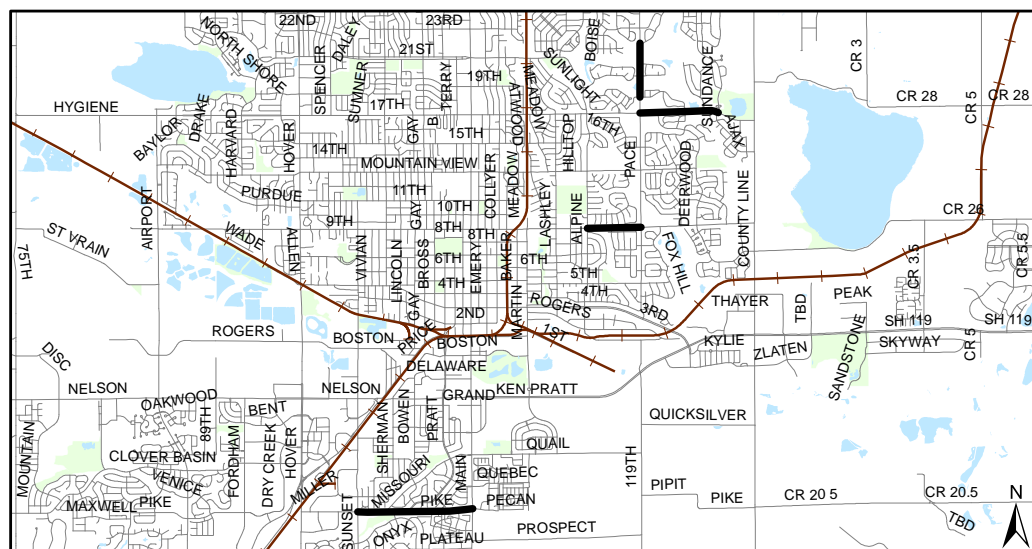 22ND
23RD
DALEY
21ST
BOISE
NORTH SHORE
SPENCER
SUMNER
19TH
TERRY
ATWOOD
MEADOW
SUNLIGHT
SUNDANCE
CR 3
CR 5
HYGIENE
17TH
CR 28
CR 28
DRAKE
BAYLOR
HARVARD
HOVER
GAY
B
15TH
16TH
AJAX
14TH
MOUNTAIN VIEW
HILLTOP
PACE
DEERWOOD
COUNTY LINE
PURDUE
11TH
COLLYER
MEADOW
10TH
GAY
LASHLEY
ALPINE
CR 26
AIRPORT
WADE
9TH
8TH
8TH
ST VRAIN
75TH
ALLEN
VIVIAN
LINCOLN
BROSS
6TH
EMERY
BAKER
6TH
FOX HILL
5TH
4TH
4TH
CR 3.5
CR 5.5
GAY
2ND
MARTIN
ROGERS
3RD
THAYER
TBD
PEAK
ROGERS
BOSTON
PRICE
BOSTON
1ST
KYLIE
SH 119
SH 119
ZLATEN
SKYWAY
CR 5
DISC
DELAWARE
SANDSTONE
NELSON
NELSON
GRAND
KEN PRATT
OAKWOOD
BENT
SHERMAN
BOWEN
PRATT
QUICKSILVER
MOUNTAIN
89TH
FORDHAM
DRY CREEK
HOVER
QUAIL
CLOVER BASIN
VENICE
MILLER
MISSOURI
MAIN
QUEBEC
119TH
PIPIT
PIKE
MAXWELL
PIKE
SUNSET
PIKE
PECAN
CR 20 5
CR 20.5
TBD
N
ONYX
PLATEAU
PROSPECT